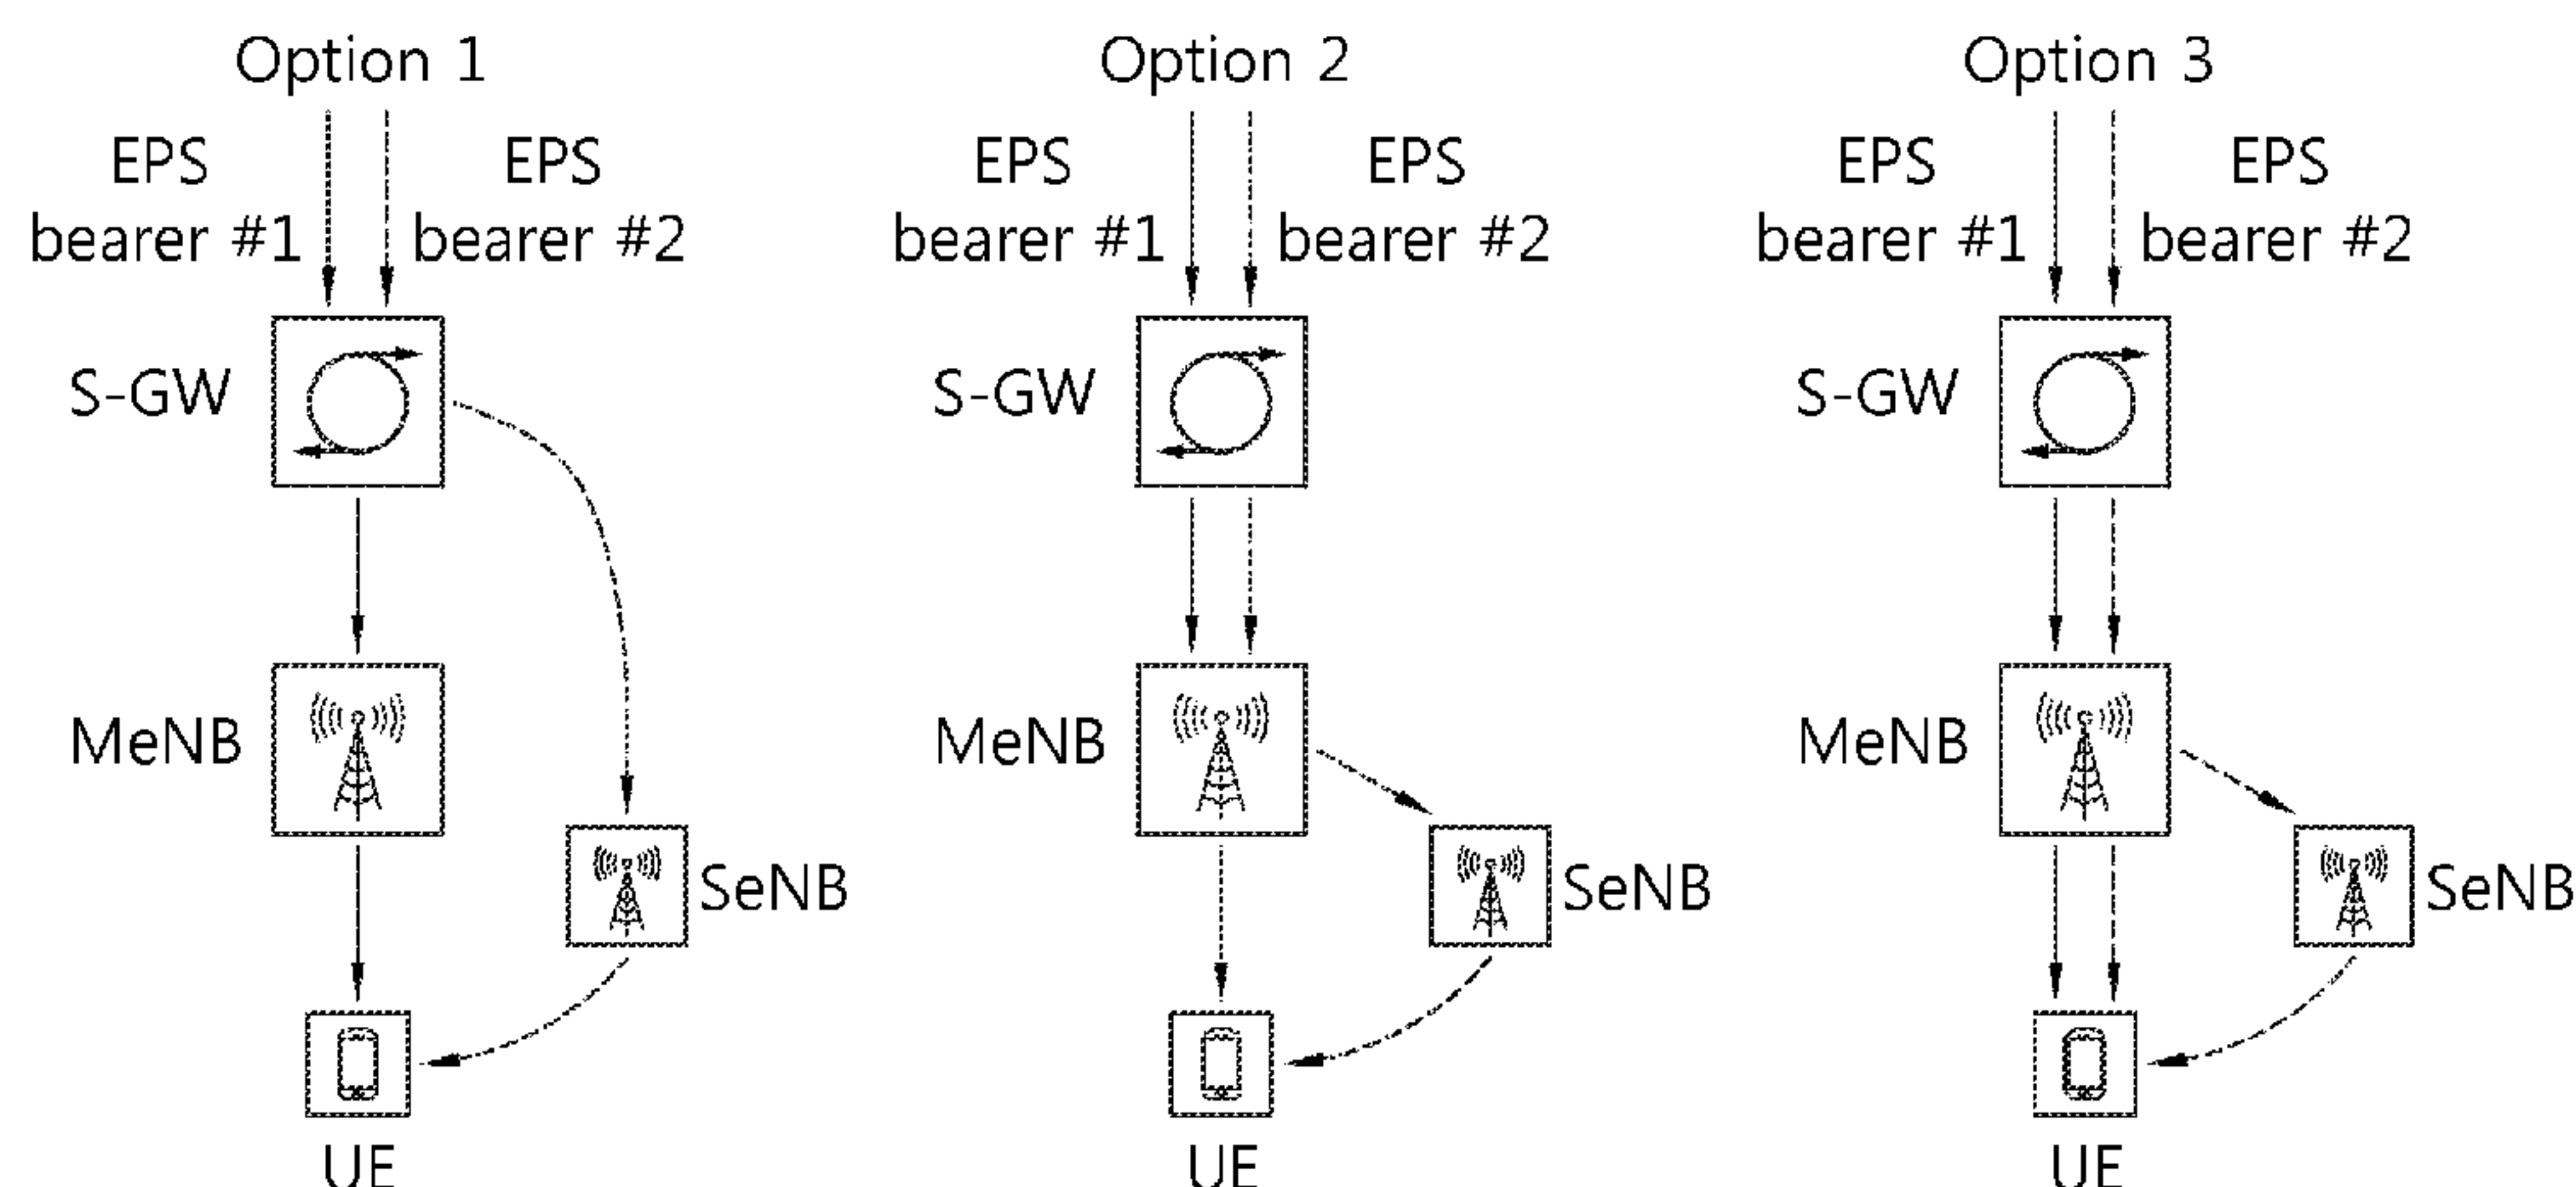 Option 1
EPS
bearer #1
EPS
bearer #2
S-GW
MeNB
SeNB
UE
Option 2
EPS
bearer #1
EPS
bearer #2
S-GW
MeNB
SeNB
UE
Option 3
EPS
bearer #1
EPS
bearer #2
S-GW
MeNB
SeNB
UE